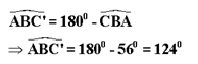 ABC' = 180⁰ - CBA
⇒ ABC' = 180⁰ - 56⁰ = 124⁰